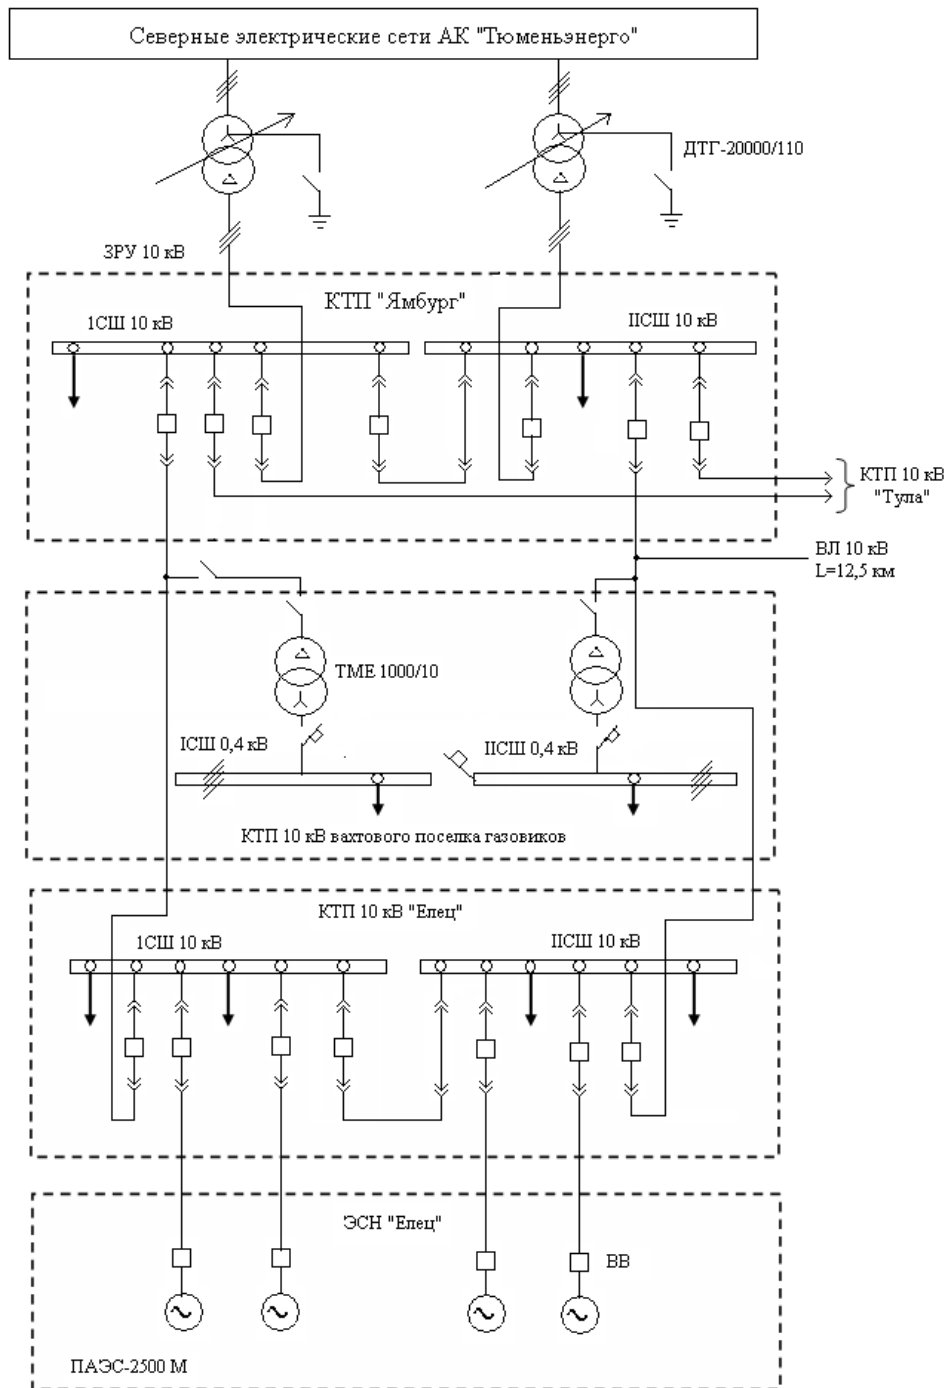 Северные электрические сети АК "Тюменьэнерго"
ДТГ-20000/110
ЗРУ 10 кВ
КТП "Ямбург"
1СШ 10 кВ
IIСШ 10 кВ
КТП 10 кВ
"Тула"
ВЛ 10 кВ
L=12,5 км
ТМЕ 1000/10
IСШ 0,4 кВ
IIСШ 0,4 кВ
КТП 10 кВ вахтового поселка газовиков
КТП 10 кВ "Елец"
1СШ 10 кВ
IIСШ 10 кВ
ЭСН "Елец"
ВВ
ПАЭС-2500 М